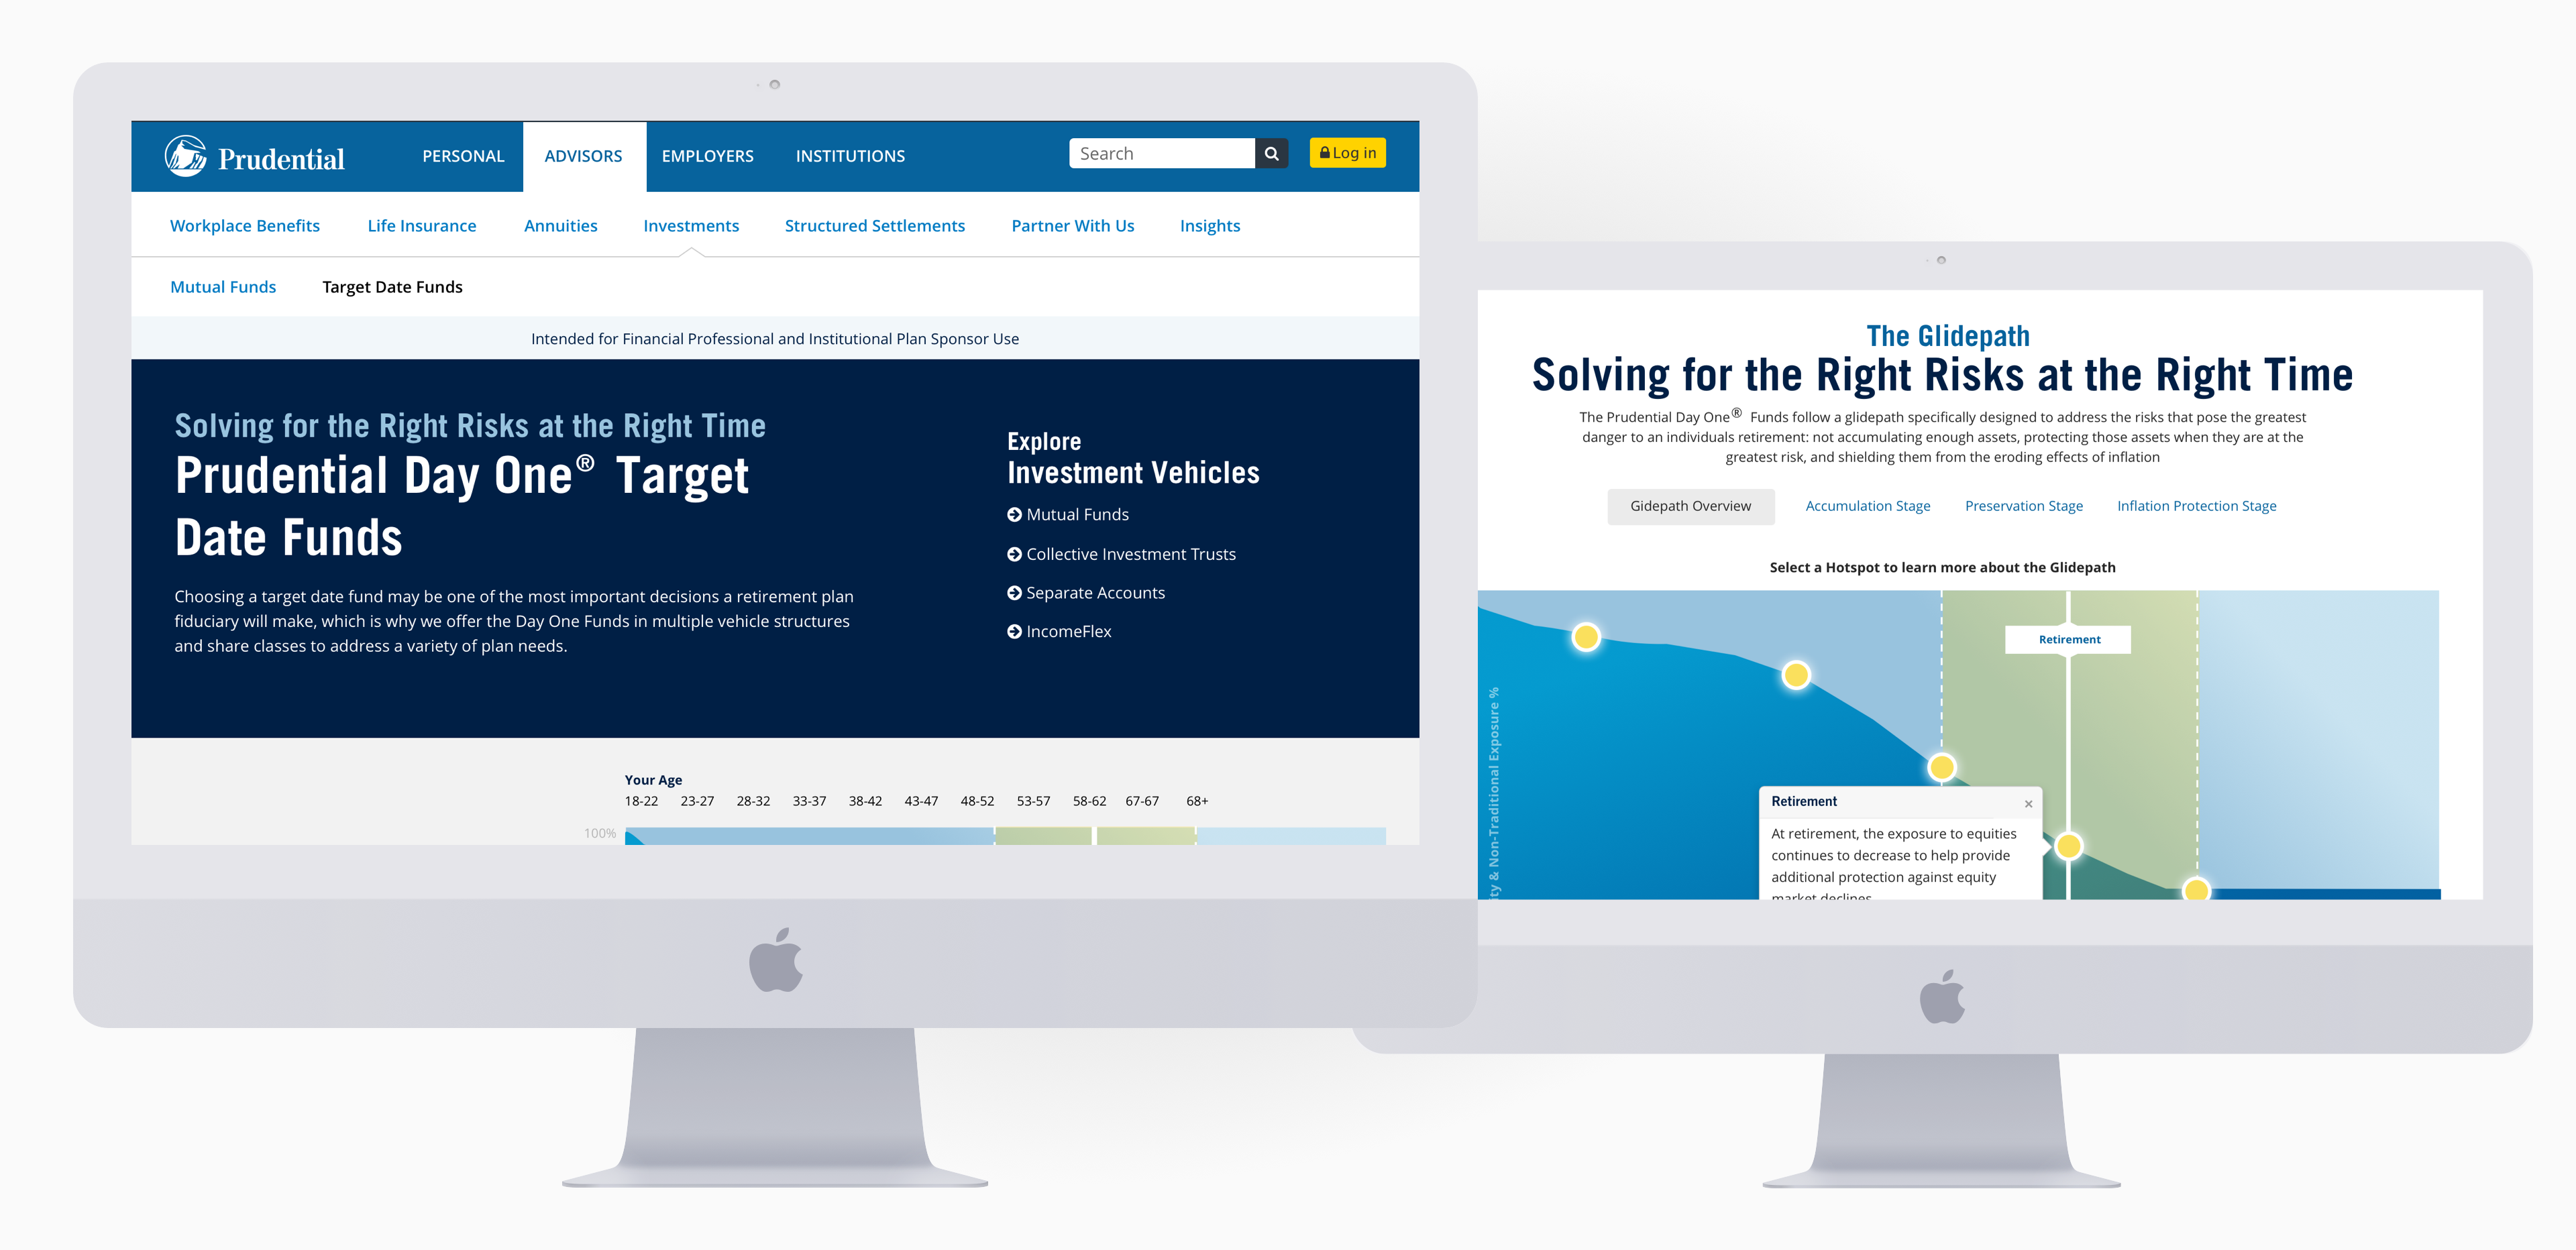 Prudential
PERSONAL
ADVISORS
EMPLOYERS
INSTITUTIONS
Search
Log in
Workplace Benefits
Life Insurance
Annuities
Investments
Structured Settlements
Partner With Us
Insights
Mutual Funds
Target Date Funds
Intended for Financial Professional and Institutional Plan Sponsor Use
Solving for the Right Risks at the Right Time
Prudential Day One® Target
Date Funds
Choosing a target date fund may be one of the most important decisions a retirement plan
fiduciary will make, which is why we offer the Day One Funds in multiple vehicle structures
and share classes to address a variety of plan needs.
Explore
Investment Vehicles
Mutual Funds
Collective Investment Trusts
Separate Accounts
IncomeFlex
Your Age
18-22 23-27 28-32 33-37 38-42 43-47 48-52 53-57 58-62 67-67 68+
100%
The Glidepath
Solving for the Right Risks at the Right Time
The Prudential Day One® Funds follow a glidepath specifically designed to address the risks that pose the greatest
danger to an individuals retirement: not accumulating enough assets, protecting those assets when they are at the
greatest risk, and shielding them from the eroding effects of inflation
Gidepath Overview
Accumulation Stage
Preservation Stage
Inflation Protection Stage
Select a Hotspot to learn more about the Glidepath
Retirement
ity & Non-Traditional Exposure %
Retirement
×
At retirement, the exposure to equities
continues to decrease to help provide
additional protection against equity
market declines